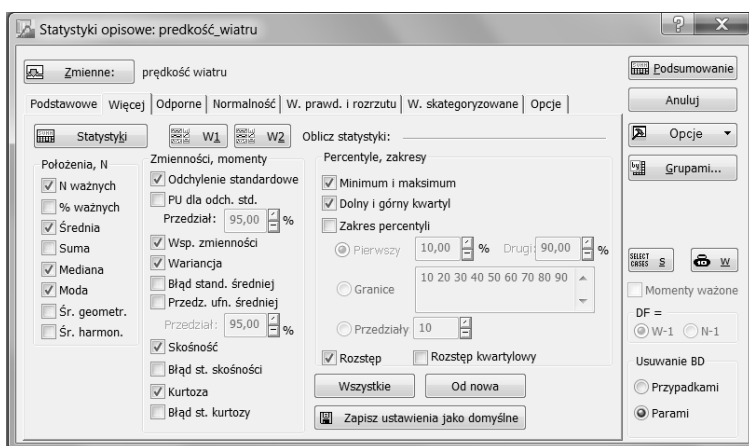 Statystyki opisowe: predkość_wiatru
Zmienne: prędkość wiatru
Podstawowe Więcej Odporne Normalność W. prawd. i rozrzutu W. skategoryzowane Opcje
Statystyki W1 W2 Oblicz statystyki:
Położenia, N
N ważnych
% ważnych
Średnia
Suma
Mediana
Moda
Śr. geometr.
Śr. harmon.
Zmienności, momenty
Odchylenie standardowe
PU dla odch. std.
Przedział: 95,00 %
Wsp. zmienności
Wariancja
Błąd stand. średniej
Przedz. ufn. średniej
Przedział: 95,00 %
Skośność
Błąd st. skośności
Kurtoza
Błąd st. kurtozy
Percentyle, zakresy
Minimum i maksimum
Dolny i górny kwartyl
Zakres percentyli
Pierwszy 10,00 % Drugi: 90,00 %
Granice 10 20 30 40 50 60 70 80 90
Przedziały 10
Rozstęp Rozstęp kwartylowy
Wszystkie Od nowa
Zapisz ustawienia jako domyślne
Podsumowanie
Anuluj
Opcje
Grupami...
SELECT CASES S W
Momenty ważone
DF =
W-1 N-1
Usuwanie BD
Przypadkami
Parami